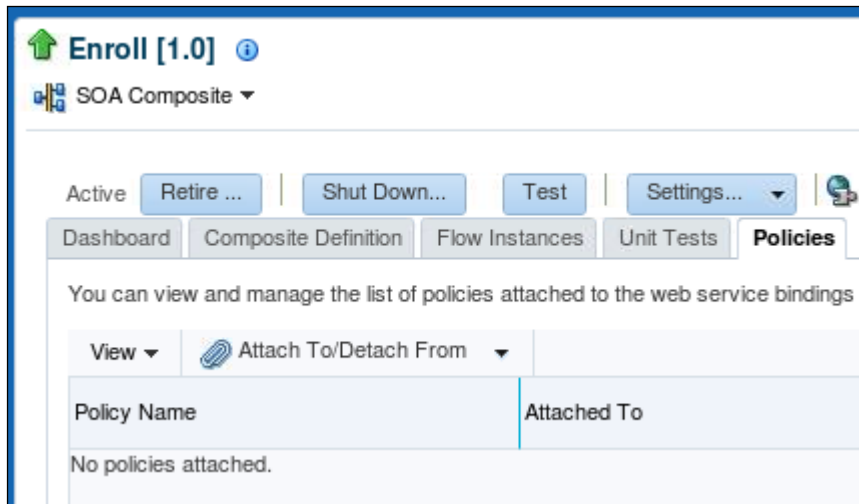 Enroll [1.0]
SOA Composite
Active Retire ... Shut Down... Test Settings...
Dashboard Composite Definition Flow Instances Unit Tests Policies
You can view and manage the list of policies attached to the web service bindings
View Attach To/Detach From
Policy Name Attached To
No policies attached.